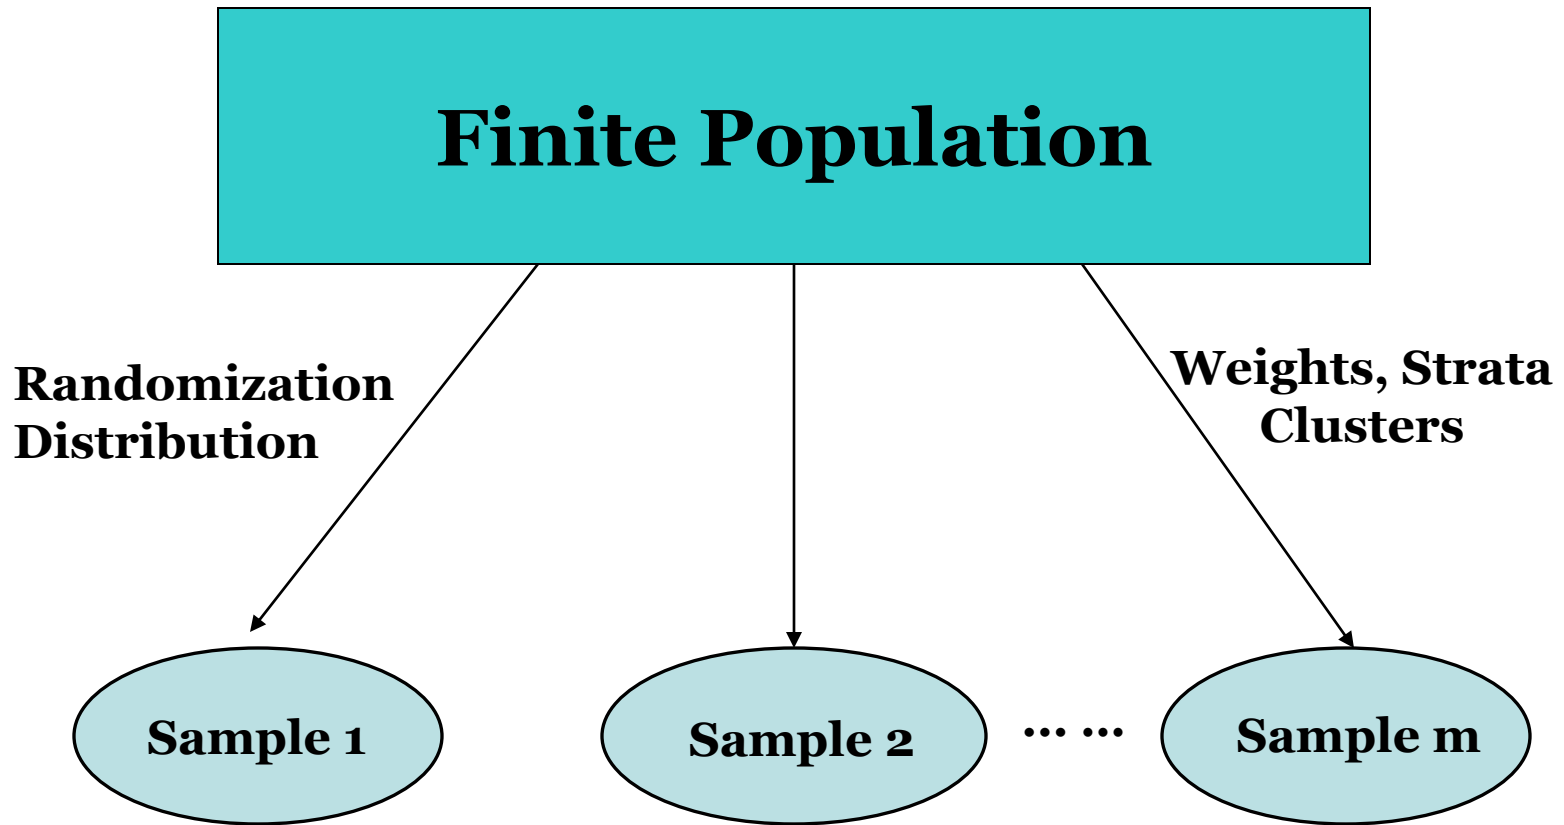 Finite Population
Randomization
Distribution
Weights, Strata
Clusters
Sample 1
Sample 2
... ...
Sample m